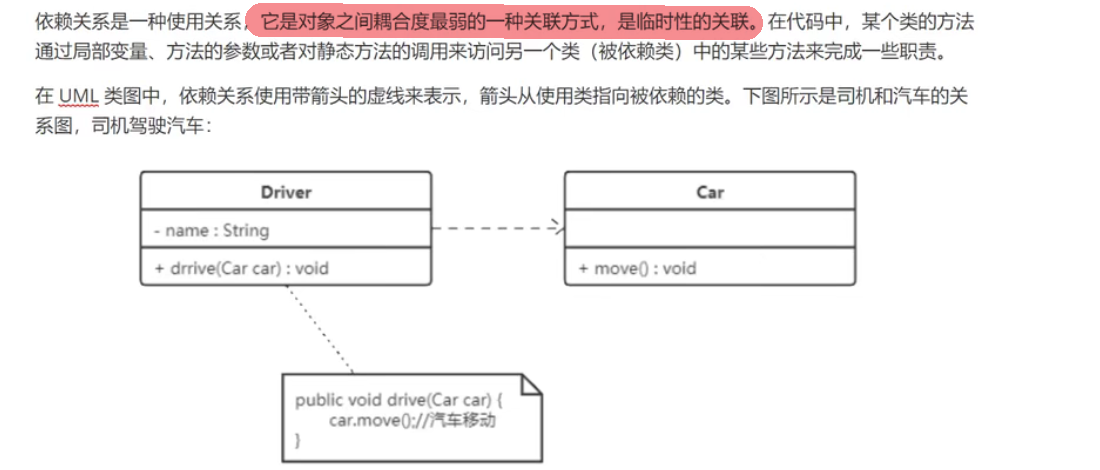 依赖关系是一种使用关系，它是对象之间耦合度最弱的一种关联方式，是临时性的关联。在代码中，某个类的方法
通过局部变量、方法的参数或者对静态方法的调用来访问另一个类（被依赖类）中的某些方法来完成一些职责。
在 UML 类图中，依赖关系使用带箭头的虚线来表示，箭头从使用类指向被依赖的类。下图所示是司机和汽车的关
系图，司机驾驶汽车：
Driver
- name : String
+ drrive(Car car) : void
Car
+ move() : void
public void drive(Car car) {
car.move();//汽车移动
}